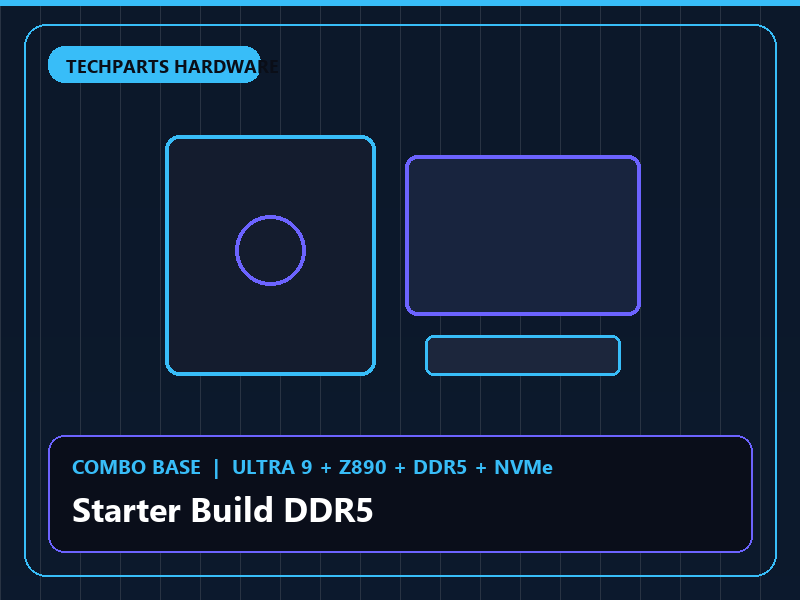 TECHPARTS HARDWARE
COMBO BASE | ULTRA 9 + Z890 + DDR5 + NVMe
Starter Build DDR5